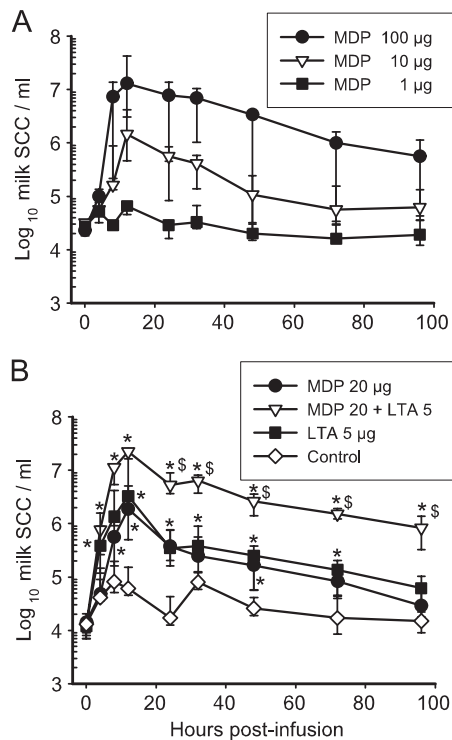 A
MDP 100 µg
MDP 10 µg
MDP 1 µg
Log10 milk SCC / ml
8
7
6
5
4
3
0 20 40 60 80 100
B
MDP 20 µg
MDP 20 + LTA 5
LTA 5 µg
Control
Log10 milk SCC / ml
8
7
6
5
4
3
* * * * *$ *$ *$ *$ *$
* * * * * *
* *
0 20 40 60 80 100
Hours post-infusion